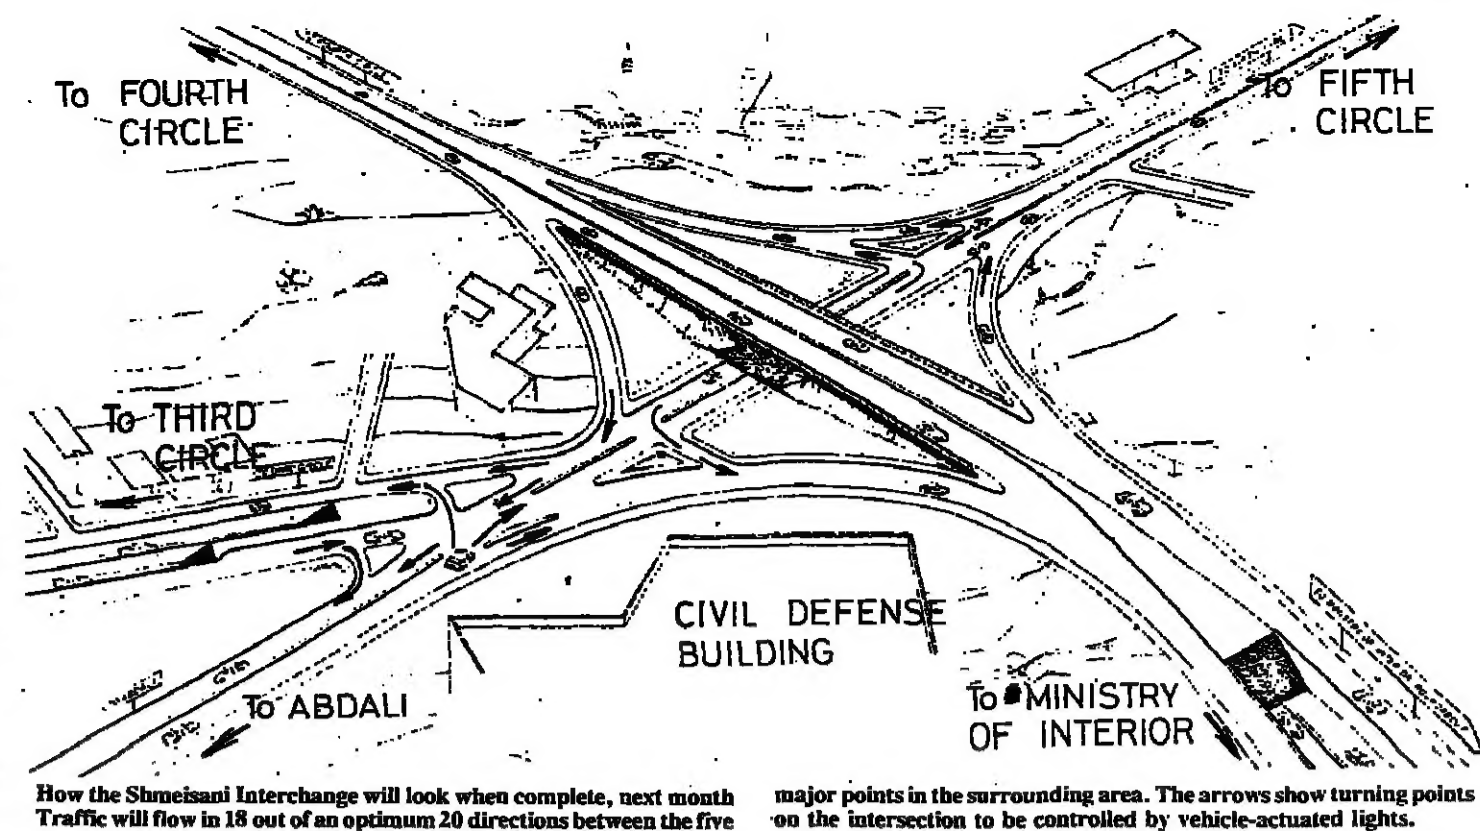 To FOURTH
CIRCLE
To FIFTH
CIRCLE
To THIRD
CIRCLE
CIVIL DEFENSE
BUILDING
To ABDALI
To MINISTRY
OF INTERIOR
How the Shmeisani Interchange will look when complete, next month
Traffic will flow in 18 out of an optimum 20 directions between the five
major points in the surrounding area. The arrows show turning points
on the intersection to be controlled by vehicle-actuated lights.